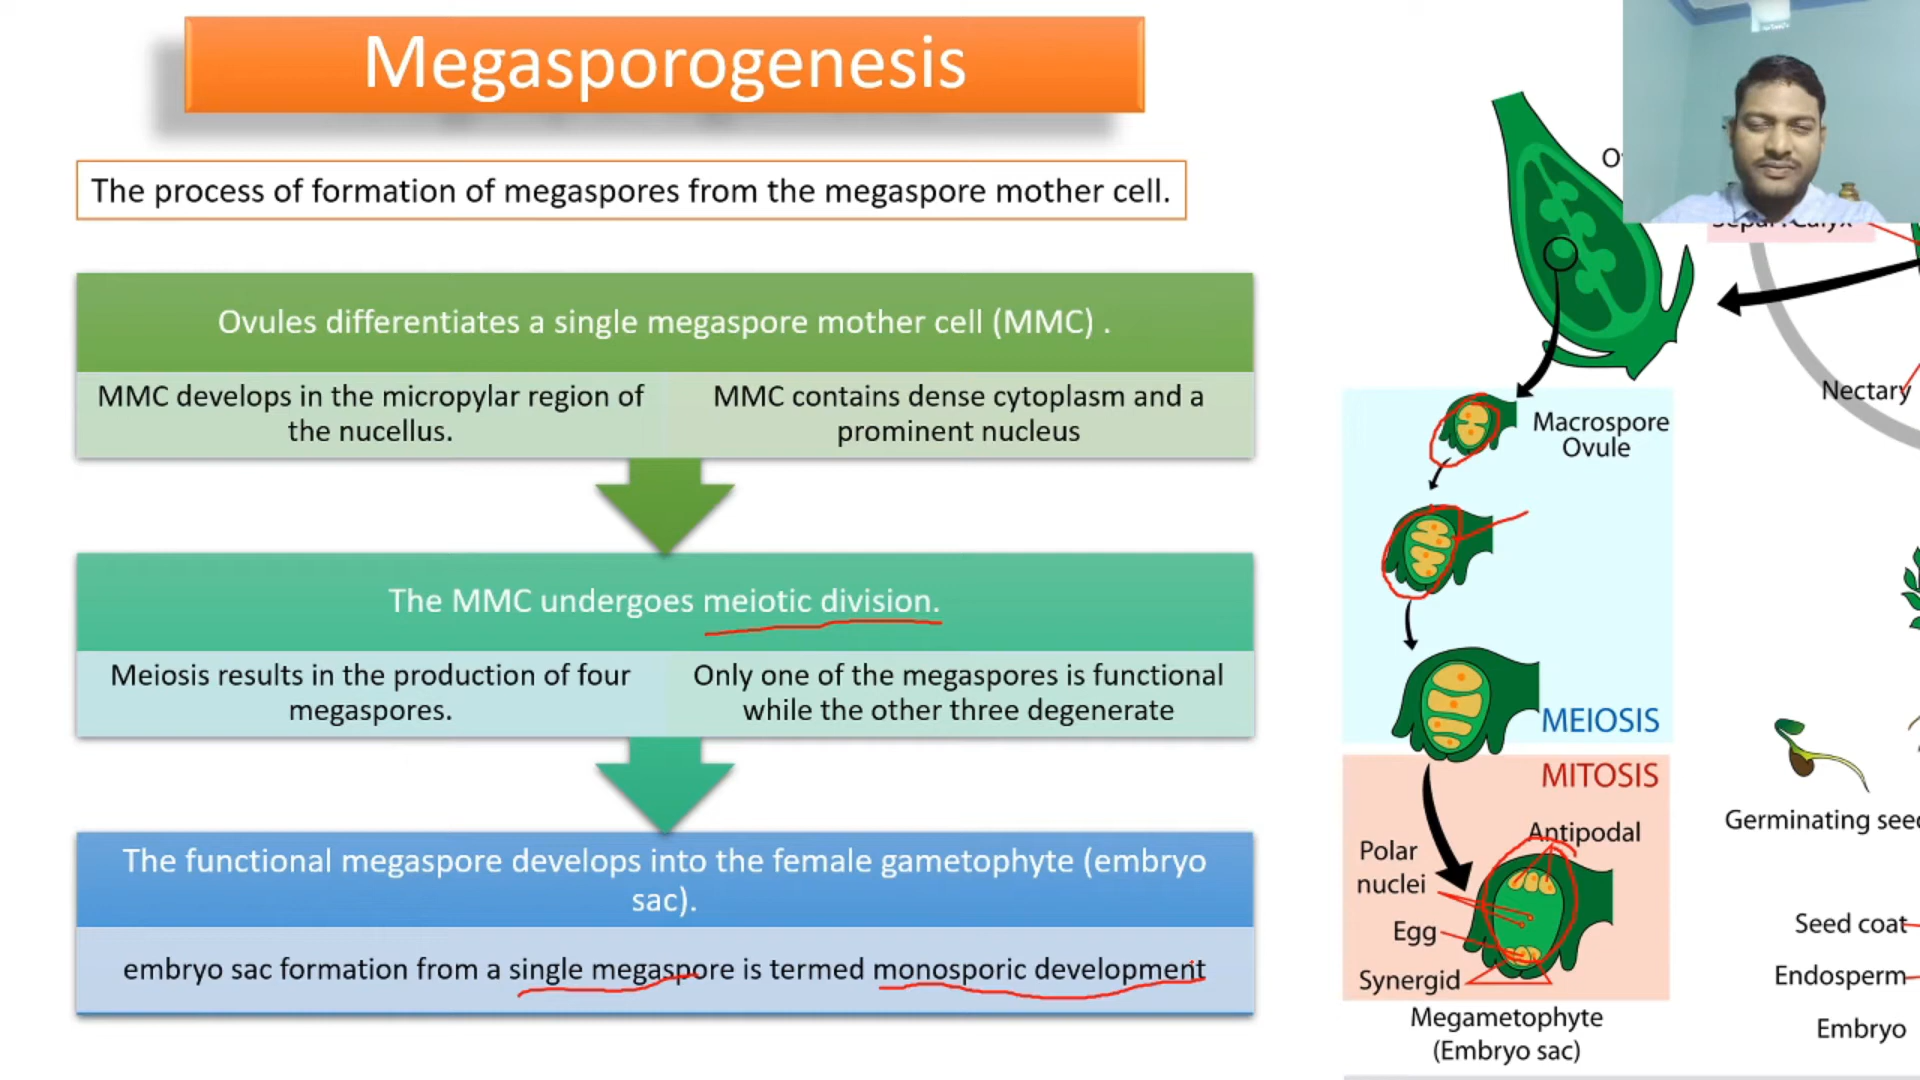 Megasporogenesis
The process of formation of megaspores from the megaspore mother cell.
Ovules differentiates a single megaspore mother cell (MMC) .
MMC develops in the micropylar region of
the nucellus.
MMC contains dense cytoplasm and a
prominent nucleus
The MMC undergoes meiotic division.
Meiosis results in the production of four
megaspores.
Only one of the megaspores is functional
while the other three degenerate
The functional megaspore develops into the female gametophyte (embryo
sac).
embryo sac formation from a single megaspore is termed monosporic development
Nectary
Macrospore
Ovule
MEIOSIS
MITOSIS
Antipodal
Polar
nuclei
Egg
Synergid
Megametophyte
(Embryo sac)
Germinating seed
Seed coat
Endosperm
Embryo